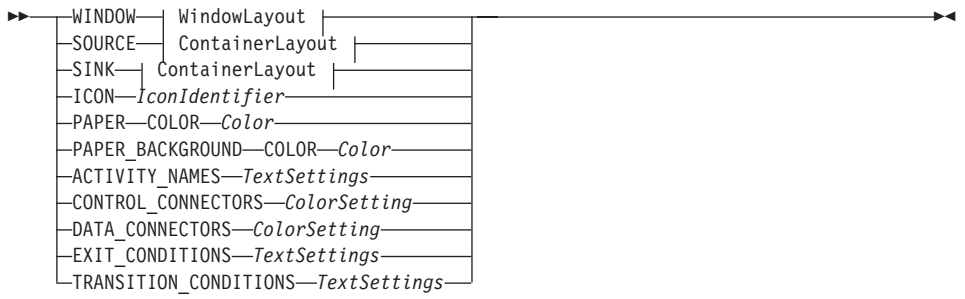 WINDOW WindowLayout
SOURCE ContainerLayout
SINK ContainerLayout
ICON IconIdentifier
PAPER COLOR Color
PAPER_BACKGROUND COLOR Color
ACTIVITY_NAMES TextSettings
CONTROL_CONNECTORS ColorSetting
DATA_CONNECTORS ColorSetting
EXIT_CONDITIONS TextSettings
TRANSITION_CONDITIONS TextSettings